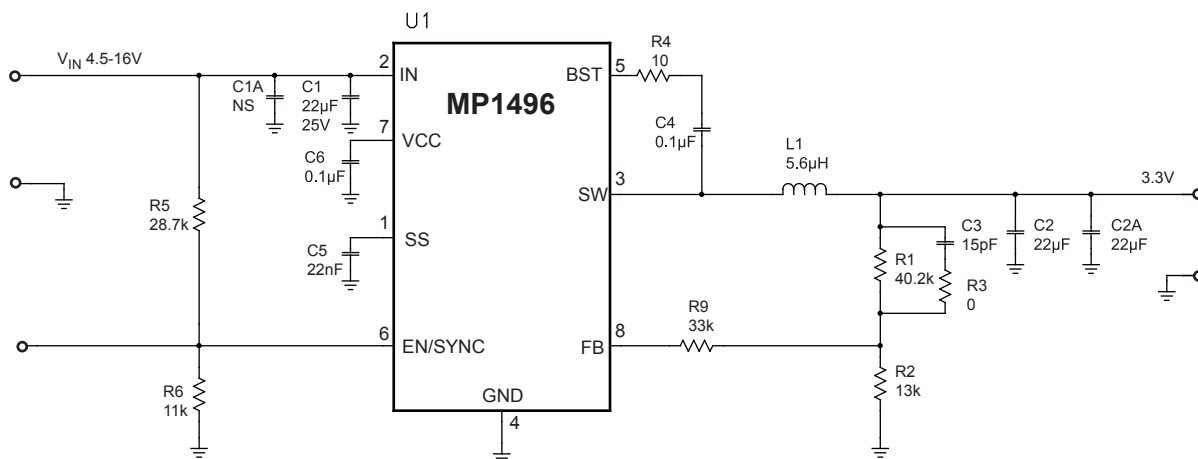 U1
V_IN 4.5-16V
2
IN
C1A
NS
C1
22µF
25V
7
VCC
C6
0.1µF
1
SS
C5
22nF
R5
28.7k
6
EN/SYNC
R6
11k
MP1496
GND
4
BST
5
R4
10
C4
0.1µF
SW
3
L1
5.6µH
3.3V
C3
15pF
R1
40.2k
R3
0
C2
22µF
C2A
22µF
FB
8
R9
33k
R2
13k